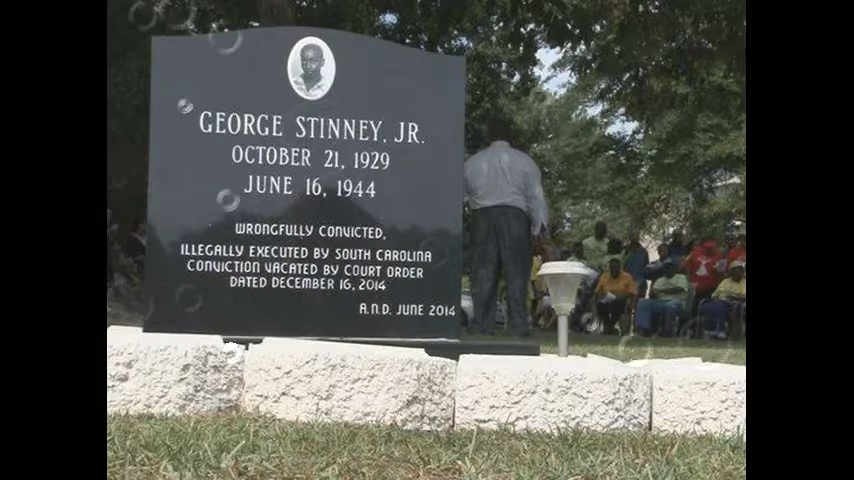 GEORGE STINNEY, JR.
OCTOBER 21, 1929
JUNE 16, 1944
WRONGFULLY CONVICTED,
ILLEGALLY EXECUTED BY SOUTH CAROLINA
CONVICTION VACATED BY COURT ORDER
DATED DECEMBER 16, 2014
A.N.D. JUNE 2014